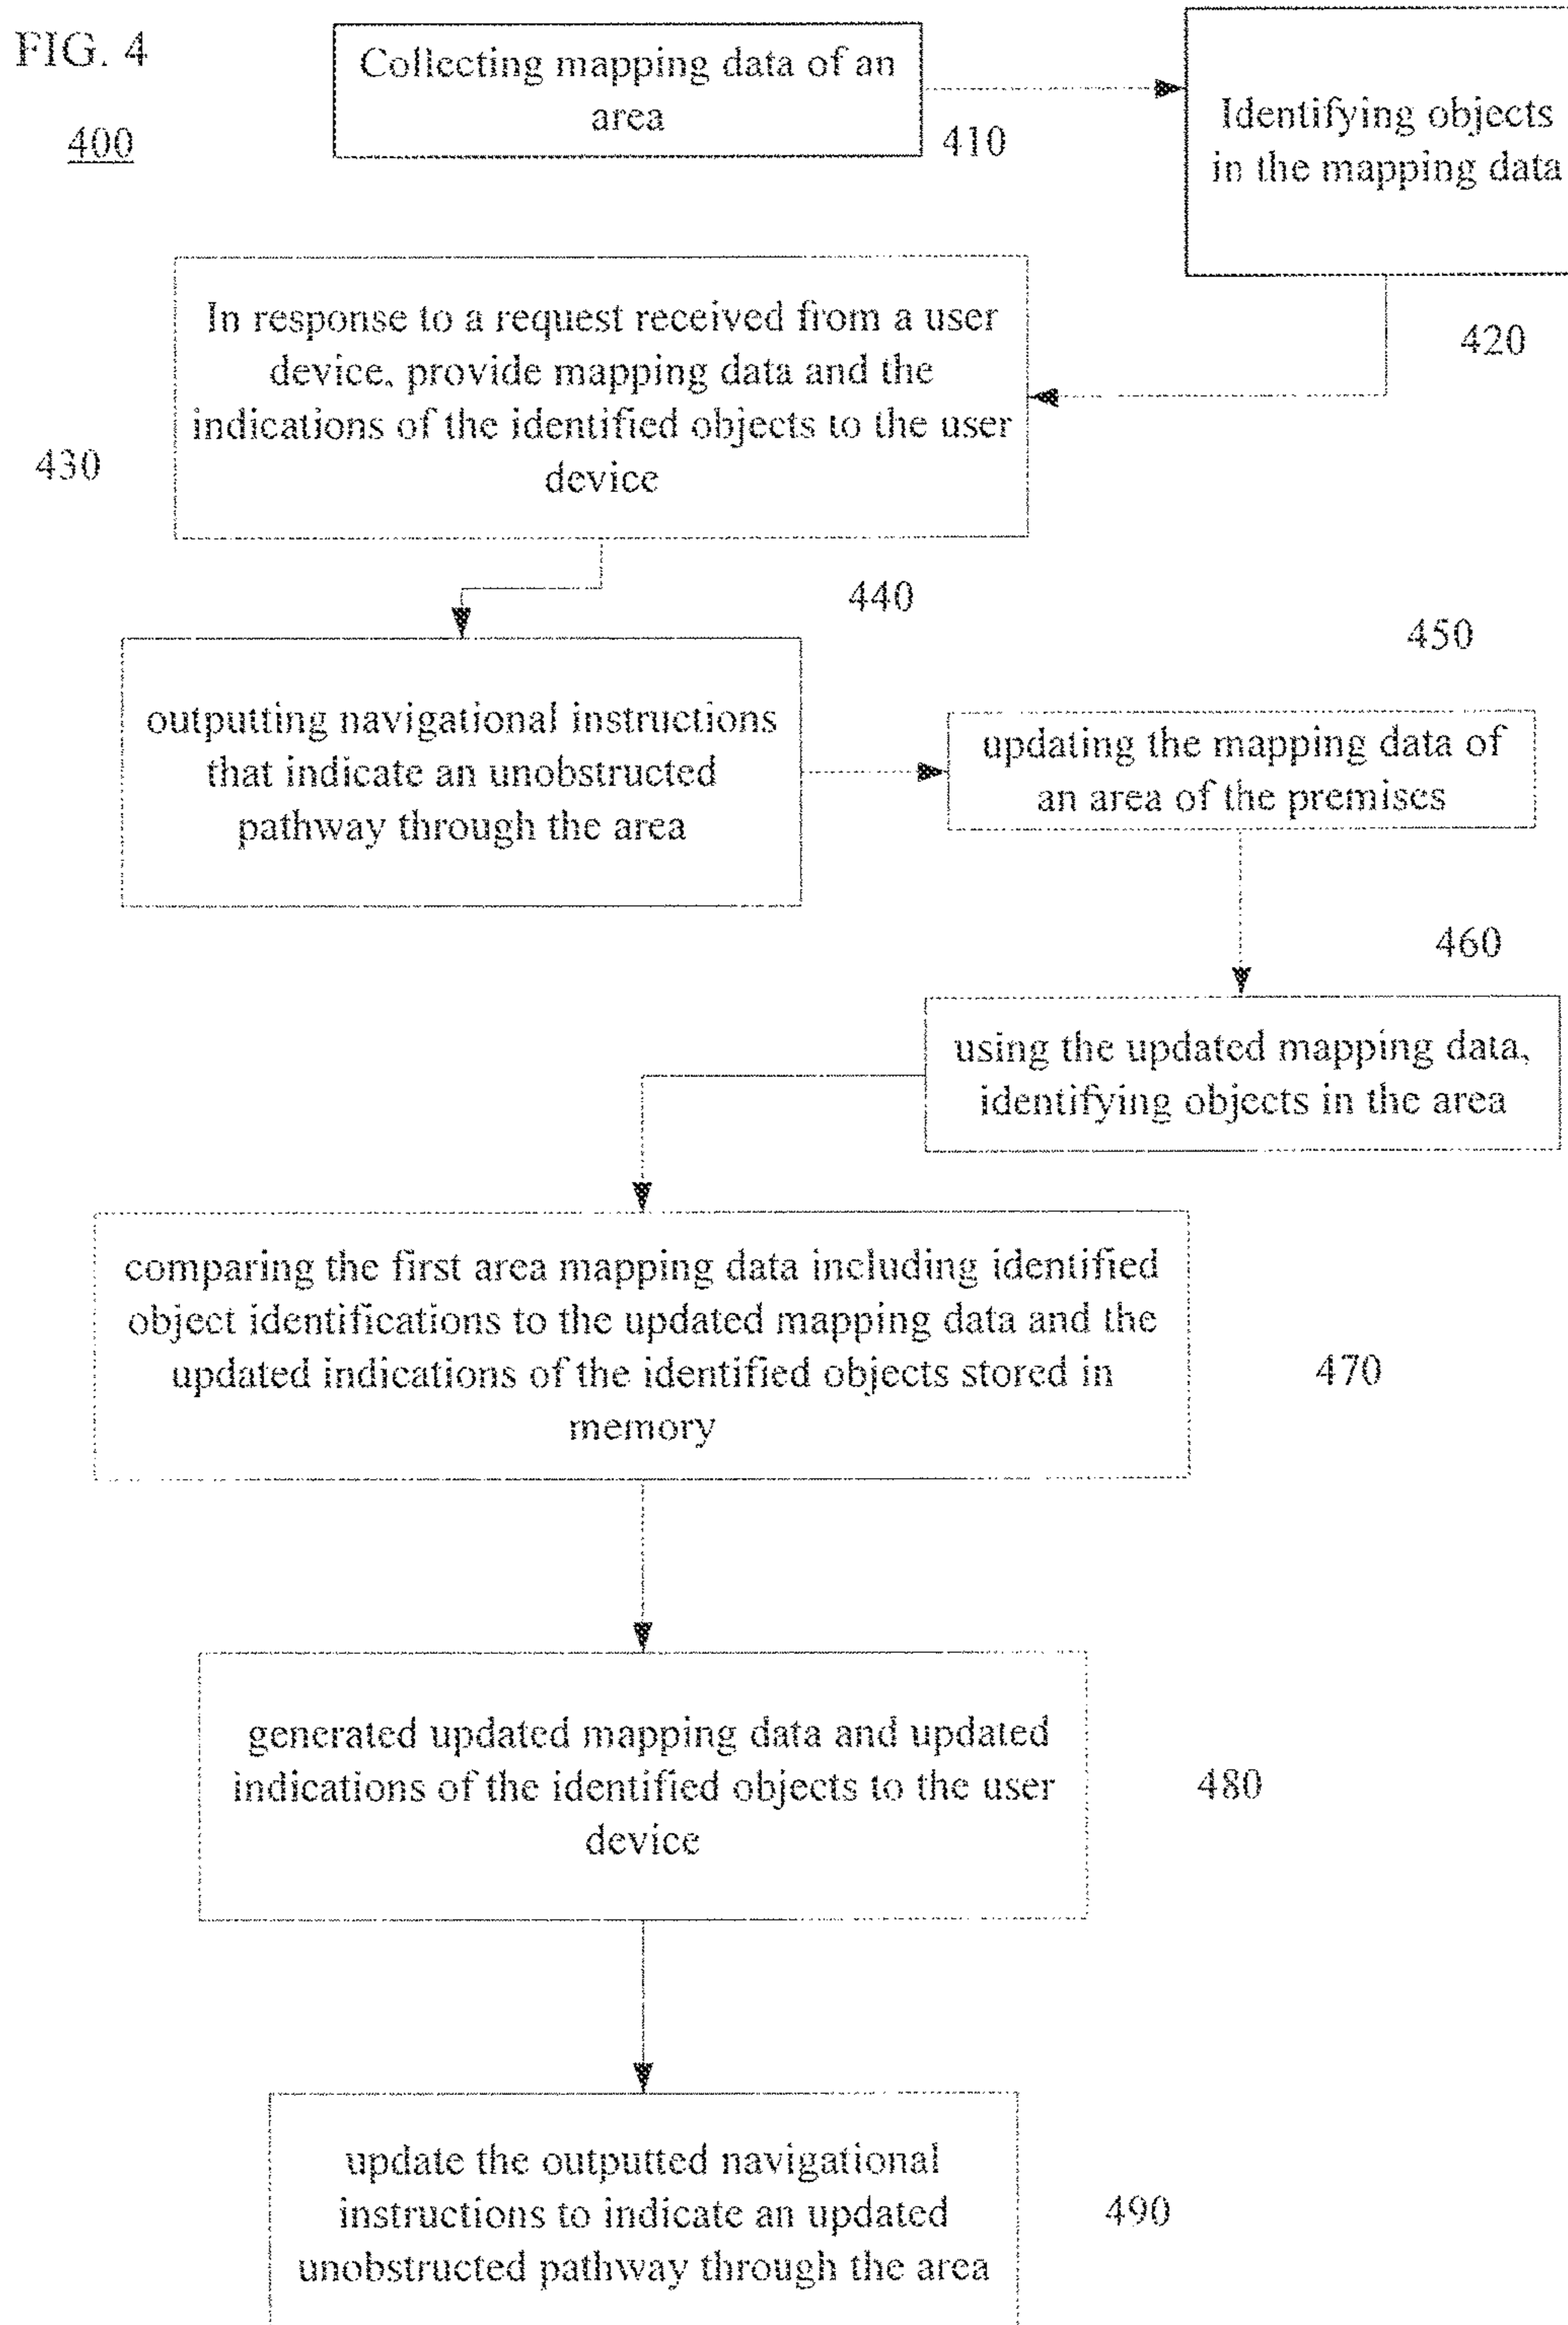 FIG. 4
400
Collecting mapping data of an
area
410
Identifying objects
in the mapping data
420
In response to a request received from a user
device, provide mapping data and the
indications of the identified objects to the user
device
430
440
outputting navigational instructions
that indicate an unobstructed
pathway through the area
450
updating the mapping data of
an area of the premises
460
using the updated mapping data,
identifying objects in the area
comparing the first area mapping data including identified
object identifications to the updated mapping data and the
updated indications of the identified objects stored in
memory
470
generated updated mapping data and updated
indications of the identified objects to the user
device
480
update the outputted navigational
instructions to indicate an updated
unobstructed pathway through the area
490